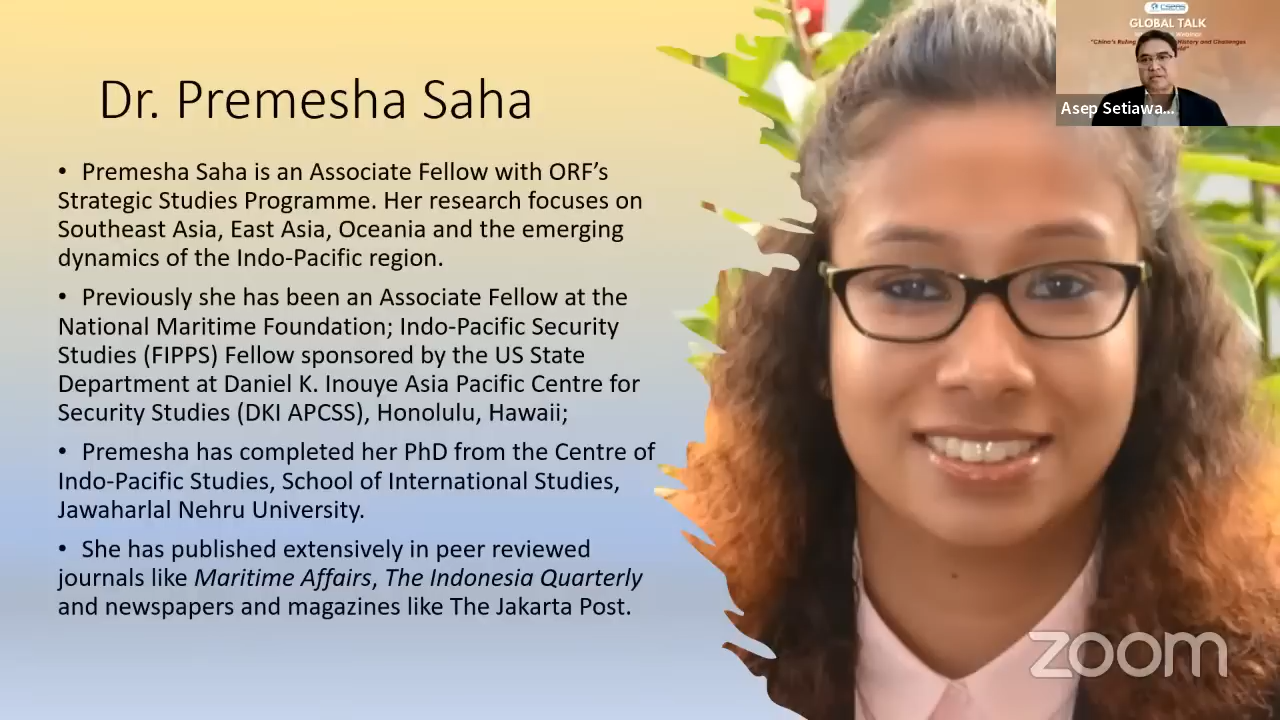 Dr. Premesha Saha
• Premesha Saha is an Associate Fellow with ORF’s
Strategic Studies Programme. Her research focuses on
Southeast Asia, East Asia, Oceania and the emerging
dynamics of the Indo-Pacific region.
• Previously she has been an Associate Fellow at the
National Maritime Foundation; Indo-Pacific Security
Studies (FIPPS) Fellow sponsored by the US State
Department at Daniel K. Inouye Asia Pacific Centre for
Security Studies (DKI APCSS), Honolulu, Hawaii;
• Premesha has completed her PhD from the Centre of
Indo-Pacific Studies, School of International Studies,
Jawaharlal Nehru University.
• She has published extensively in peer reviewed
journals like Maritime Affairs, The Indonesia Quarterly
and newspapers and magazines like The Jakarta Post.
GLOBAL TALK
Webinar
"China's Ruling History and Challenges
Asep Setiawa...
zoom